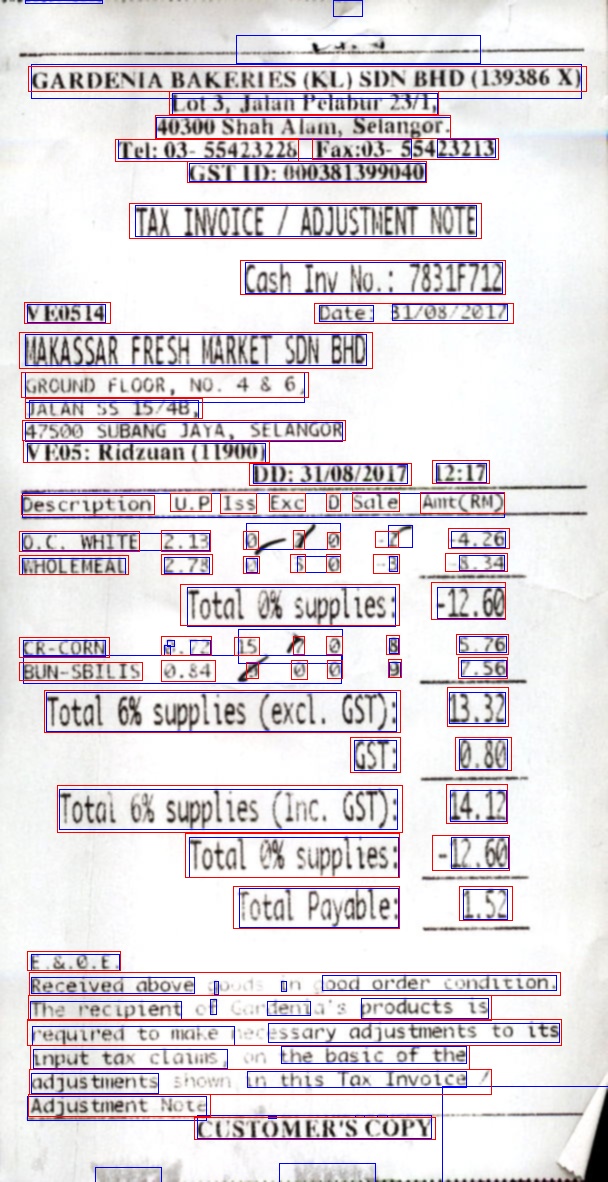 GARDENIA BAKERIES (KL) SDN BHD (139386 X)
Lot 3, Jalan Pelabur 23/1,
40300 Shah Alam, Selangor.
Tel: 03- 55423228 Fax:03- 55423213
GST ID: 000381399040
TAX INVOICE / ADJUSTMENT NOTE
Cash Inv No.: 7831F712
VE0514 Date: 31/08/2017
MAKASSAR FRESH MARKET SDN BHD
GROUND FLOOR, NO. 4 & 6,
JALAN SS 15/4B,
47500 SUBANG JAYA, SELANGOR
VE05: Ridzuan (11900)
DD: 31/08/2017 12:17
Description U.P Iss Exc D Sale Amt(RM)
O.C. WHITE 2.13 0 0 -2 -4.26
WHOLEMEAL 2.78 0 0 -3 -8.34
Total 0% supplies: -12.60
CR-CORN 0.72 15 7 0 8 5.76
BUN-SBILIS 0.84 0 0 9 7.56
Total 6% supplies (excl. GST): 13.32
GST: 0.80
Total 6% supplies (Inc. GST): 14.12
Total 0% supplies: -12.60
Total Payable: 1.52
E.&.O.E.
Received above goods in good order condition.
The recipient of Gardenia's products is
required to make necessary adjustments to its
input tax claims, on the basic of the
adjustments shown in this Tax Invoice /
Adjustment Note
CUSTOMER'S COPY